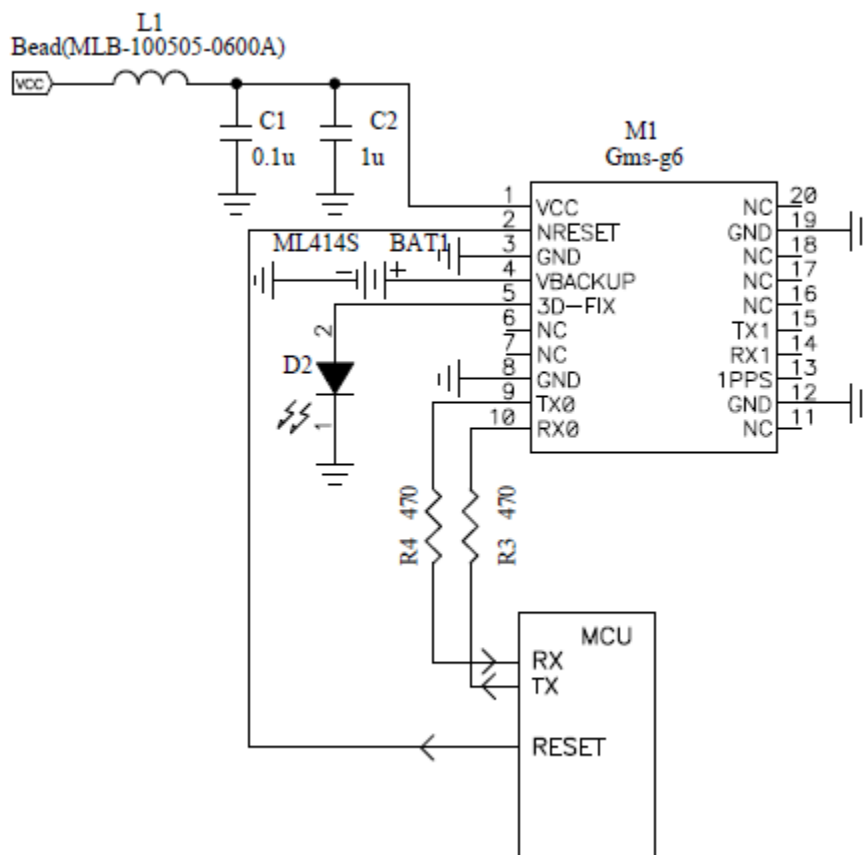 L1
Bead(MLB-100505-0600A)
VCC
C1
0.1u
C2
1u
M1
Gms-g6
1 VCC NC 20
2 NRESET GND 19
3 GND NC 18
4 VBACKUP NC 17
5 3D-FIX NC 16
6 NC TX1 15
7 NC RX1 14
8 GND 1PPS 13
9 TX0 GND 12
10 RX0 NC 11
ML414S BAT1
- +
2
D2
1
R4 470
R3 470
MCU
RX
TX
RESET